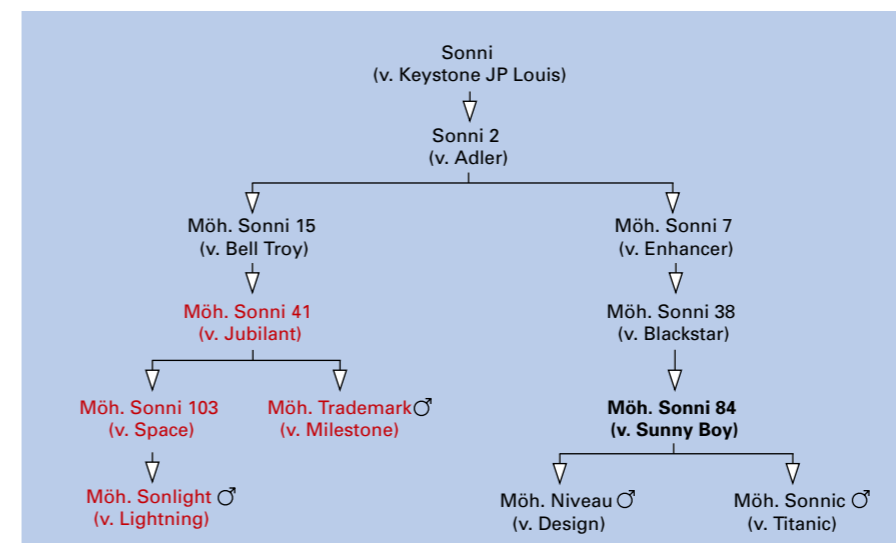 Sonni
(v. Keystone JP Louis)
Sonni 2
(v. Adler)
Möh. Sonni 15
(v. Bell Troy)
Möh. Sonni 7
(v. Enhancer)
Möh. Sonni 41
(v. Jubilant)
Möh. Sonni 38
(v. Blackstar)
Möh. Sonni 103
(v. Space)
Möh. Trademark ♂
(v. Milestone)
Möh. Sonni 84
(v. Sunny Boy)
Möh. Sonlight ♂
(v. Lightning)
Möh. Niveau ♂
(v. Design)
Möh. Sonnic ♂
(v. Titanic)